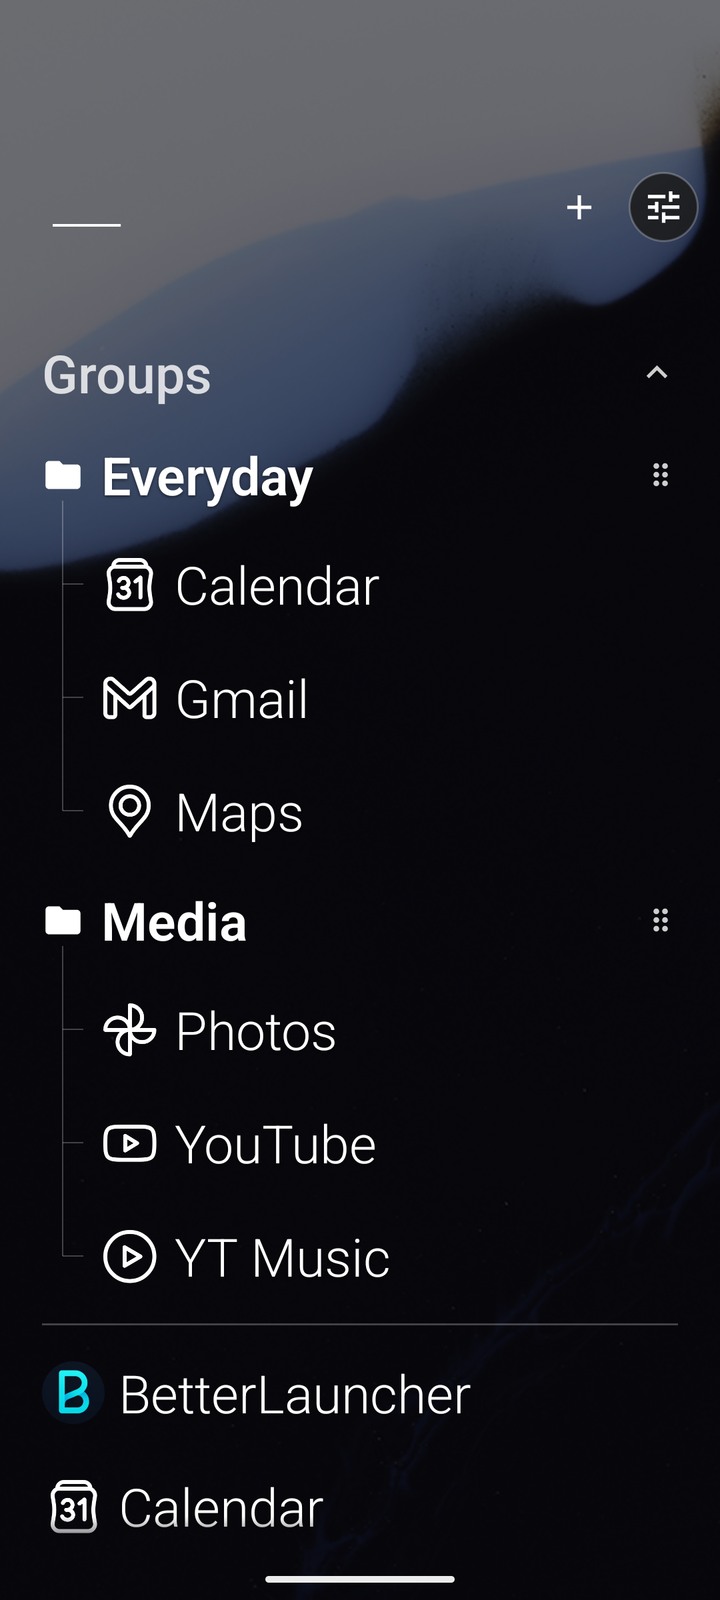 Groups
Everyday
31 Calendar
Gmail
Maps
Media
Photos
YouTube
YT Music
B BetterLauncher
31 Calendar